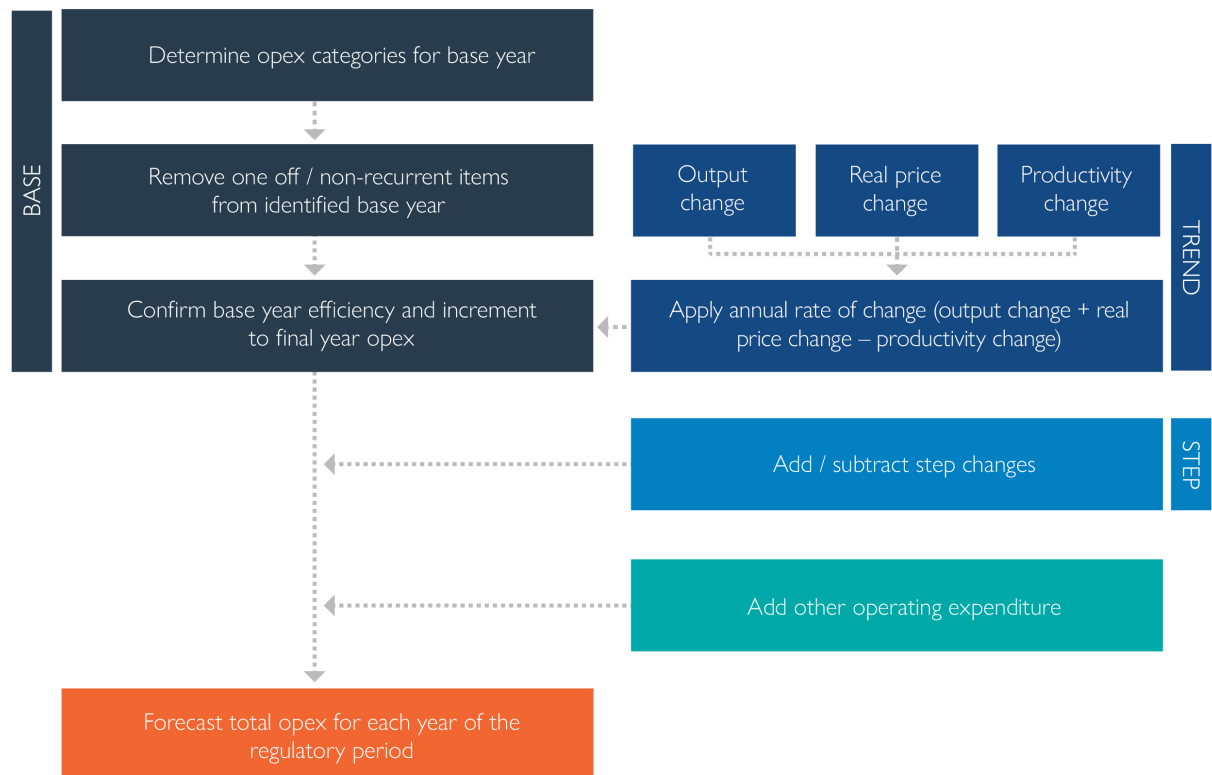 BASE
Determine opex categories for base year
Remove one off / non-recurrent items
from identified base year
Confirm base year efficiency and increment
to final year opex
Output
change
Real price
change
Productivity
change
Apply annual rate of change (output change + real
price change – productivity change)
TREND
Add / subtract step changes
STEP
Add other operating expenditure
Forecast total opex for each year of the
regulatory period